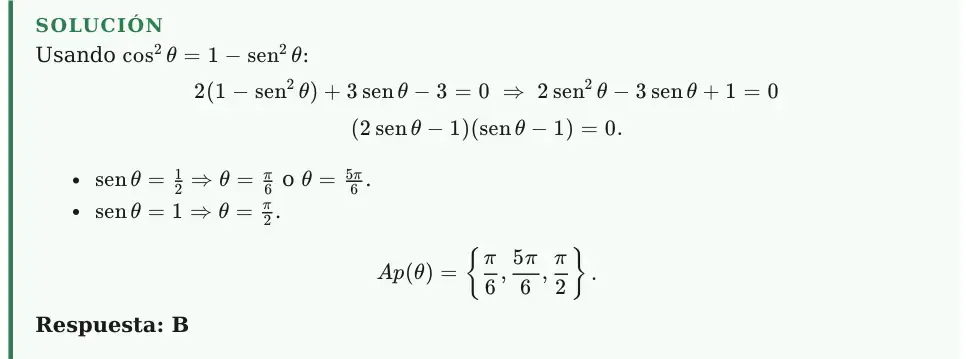 SOLUCIÓN
Usando cos² θ = 1 − sen² θ:
2(1 − sen² θ) + 3 sen θ − 3 = 0 ⇒ 2 sen² θ − 3 sen θ + 1 = 0
(2 sen θ − 1)(sen θ − 1) = 0.
• sen θ = 1/2 ⇒ θ = π/6 o θ = 5π/6.
• sen θ = 1 ⇒ θ = π/2.
Ap(θ) = {π/6, 5π/6, π/2}.
Respuesta: B